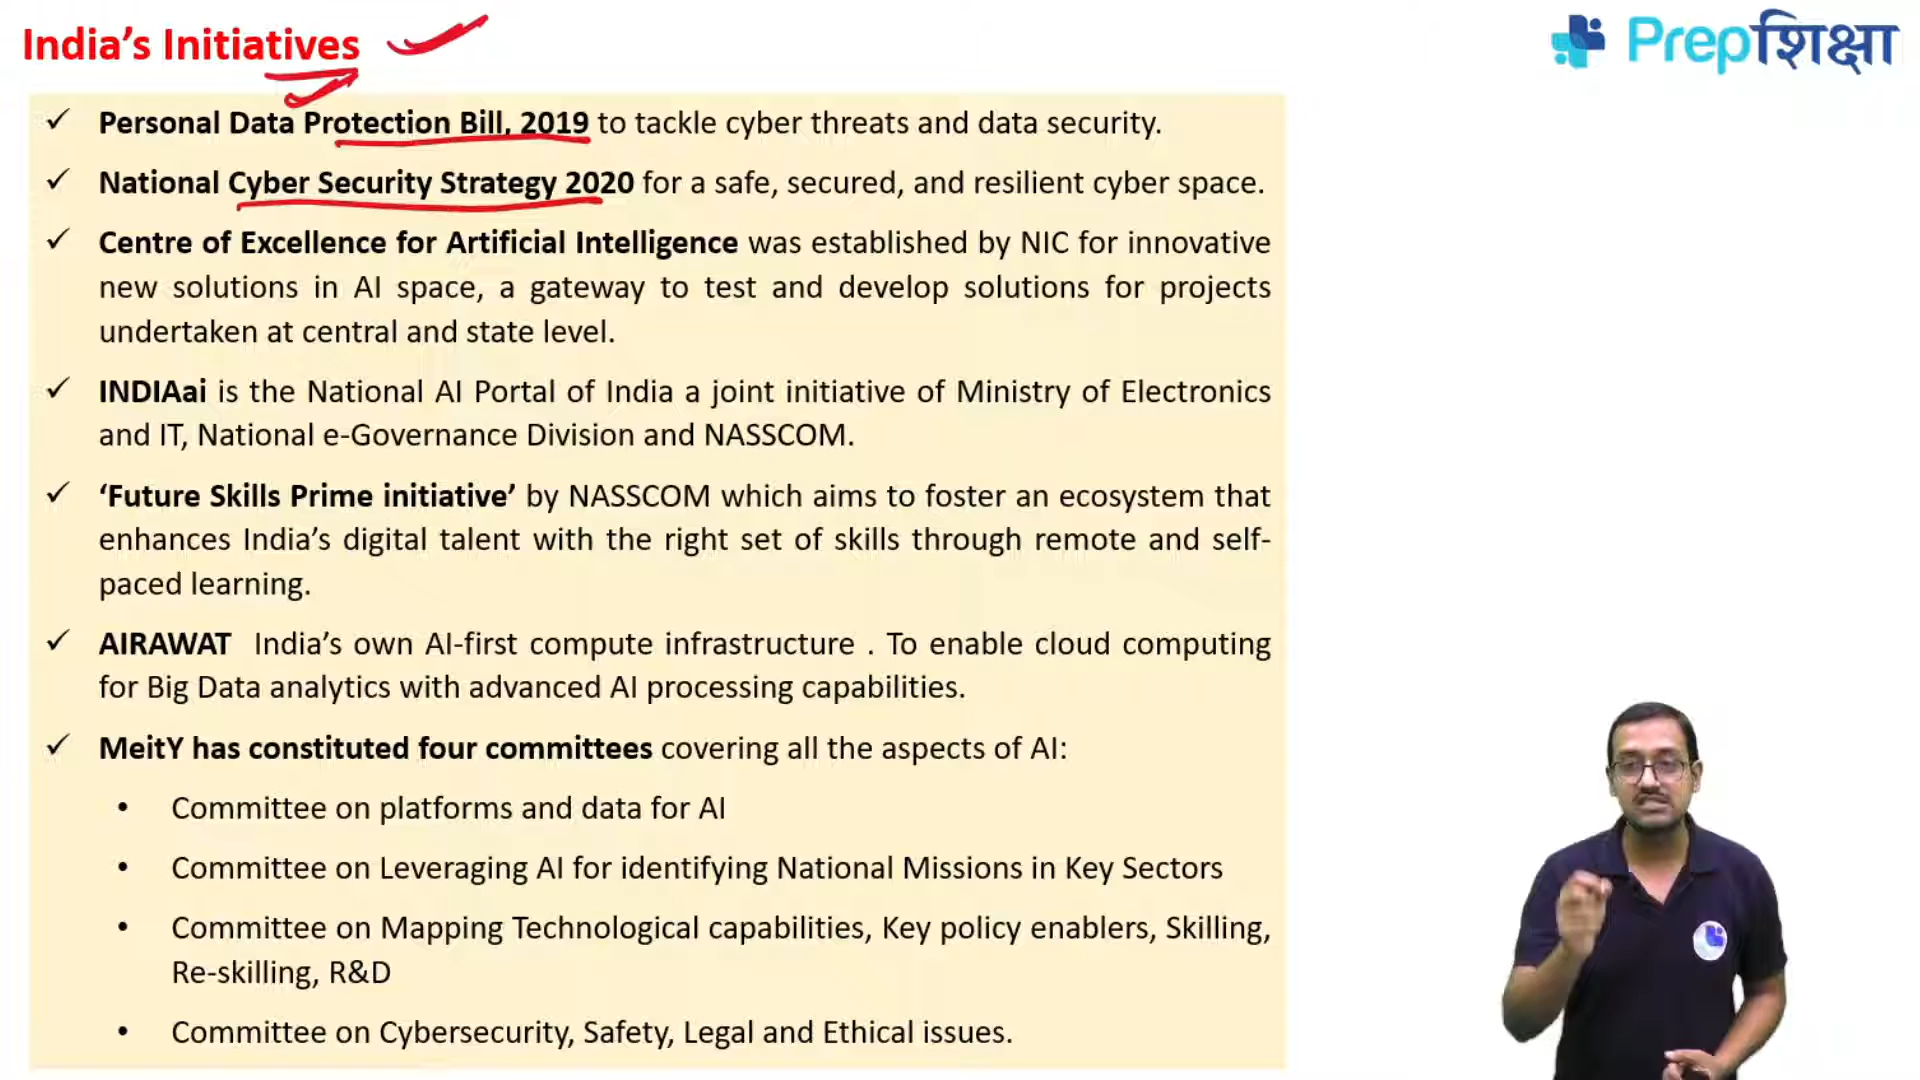 India’s Initiatives
Prepशिक्षा
✓ Personal Data Protection Bill, 2019 to tackle cyber threats and data security.
✓ National Cyber Security Strategy 2020 for a safe, secured, and resilient cyber space.
✓ Centre of Excellence for Artificial Intelligence was established by NIC for innovative
new solutions in AI space, a gateway to test and develop solutions for projects
undertaken at central and state level.
✓ INDIAai is the National AI Portal of India a joint initiative of Ministry of Electronics
and IT, National e-Governance Division and NASSCOM.
✓ ‘Future Skills Prime initiative’ by NASSCOM which aims to foster an ecosystem that
enhances India’s digital talent with the right set of skills through remote and self-
paced learning.
✓ AIRAWAT India’s own AI-first compute infrastructure . To enable cloud computing
for Big Data analytics with advanced AI processing capabilities.
✓ MeitY has constituted four committees covering all the aspects of AI:
• Committee on platforms and data for AI
• Committee on Leveraging AI for identifying National Missions in Key Sectors
• Committee on Mapping Technological capabilities, Key policy enablers, Skilling,
Re-skilling, R&D
• Committee on Cybersecurity, Safety, Legal and Ethical issues.